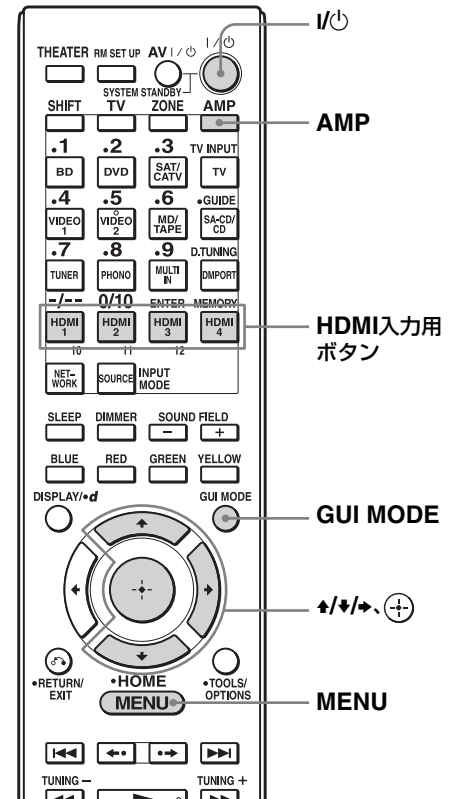 I/⏻
THEATER RM SET UP AV I/⏻ I/⏻
SYSTEM STANDBY
SHIFT TV ZONE AMP
AMP
.1 .2 .3 TV INPUT
BD DVD SAT/CATV TV
.4 .5 .6 •GUIDE
VIDEO 1 VIDEO 2 MD/TAPE SA-CD/CD
.7 .8 .9 D.TUNING
TUNER PHONO MULTI IN DMPORT
-/-- 0/10 ENTER MEMORY
HDMI 1 HDMI 2 HDMI 3 HDMI 4
HDMI入力用
ボタン
10 11 12
NET-WORK SOURCE INPUT MODE
SLEEP DIMMER SOUND FIELD
− +
BLUE RED GREEN YELLOW
DISPLAY/•d GUI MODE
GUI MODE
↑/↓/→、(+)
•RETURN/EXIT •HOME •TOOLS/OPTIONS
MENU
MENU
TUNING − TUNING +